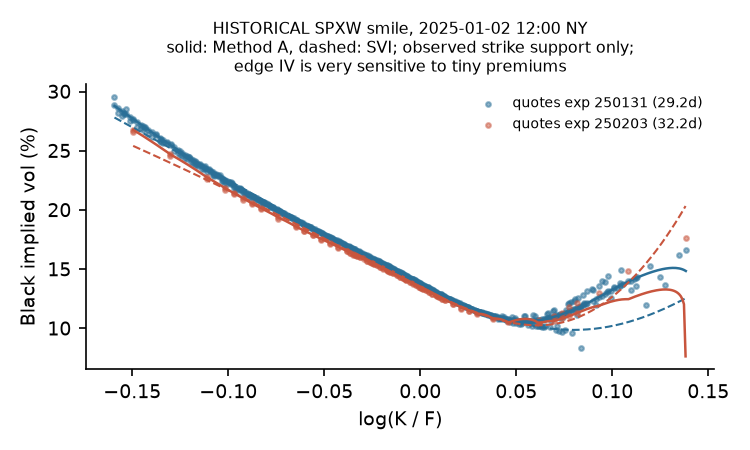 HISTORICAL SPXW smile, 2025-01-02 12:00 NY
solid: Method A, dashed: SVI; observed strike support only;
edge IV is very sensitive to tiny premiums
quotes exp 250131 (29.2d)
quotes exp 250203 (32.2d)
Black implied vol (%)
30
25
20
15
10
−0.15 −0.10 −0.05 0.00 0.05 0.10 0.15
log(K / F)